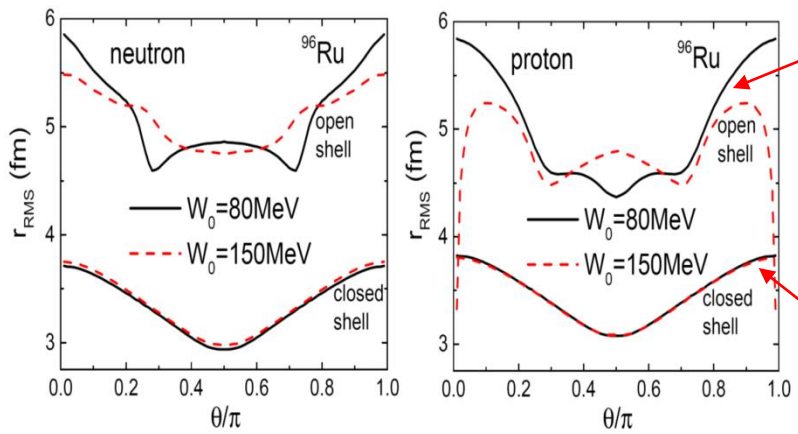 neutron
⁹⁶Ru
open
shell
W₀=80MeV
W₀=150MeV
closed
shell
r_RMS (fm)
6
5
4
3
0.0 0.2 0.4 0.6 0.8 1.0
θ/π
proton
⁹⁶Ru
open
shell
W₀=80MeV
W₀=150MeV
closed
shell
r_RMS (fm)
6
5
4
3
0.0 0.2 0.4 0.6 0.8 1.0
θ/π